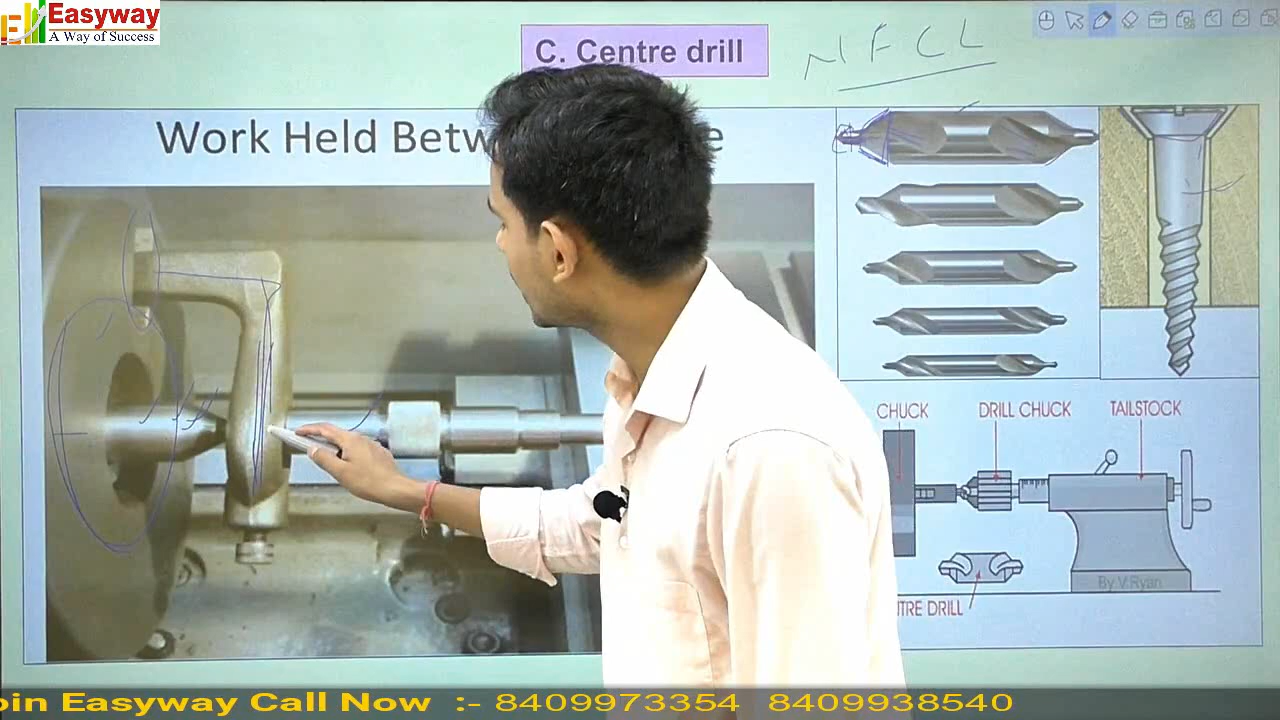 Easyway
A Way of Success
C. Centre drill
NFCL
Work Held Betw
e
CHUCK
DRILL CHUCK
TAILSTOCK
By V.Ryan
TRE DRILL
oin Easyway Call Now :- 8409973354 8409938540